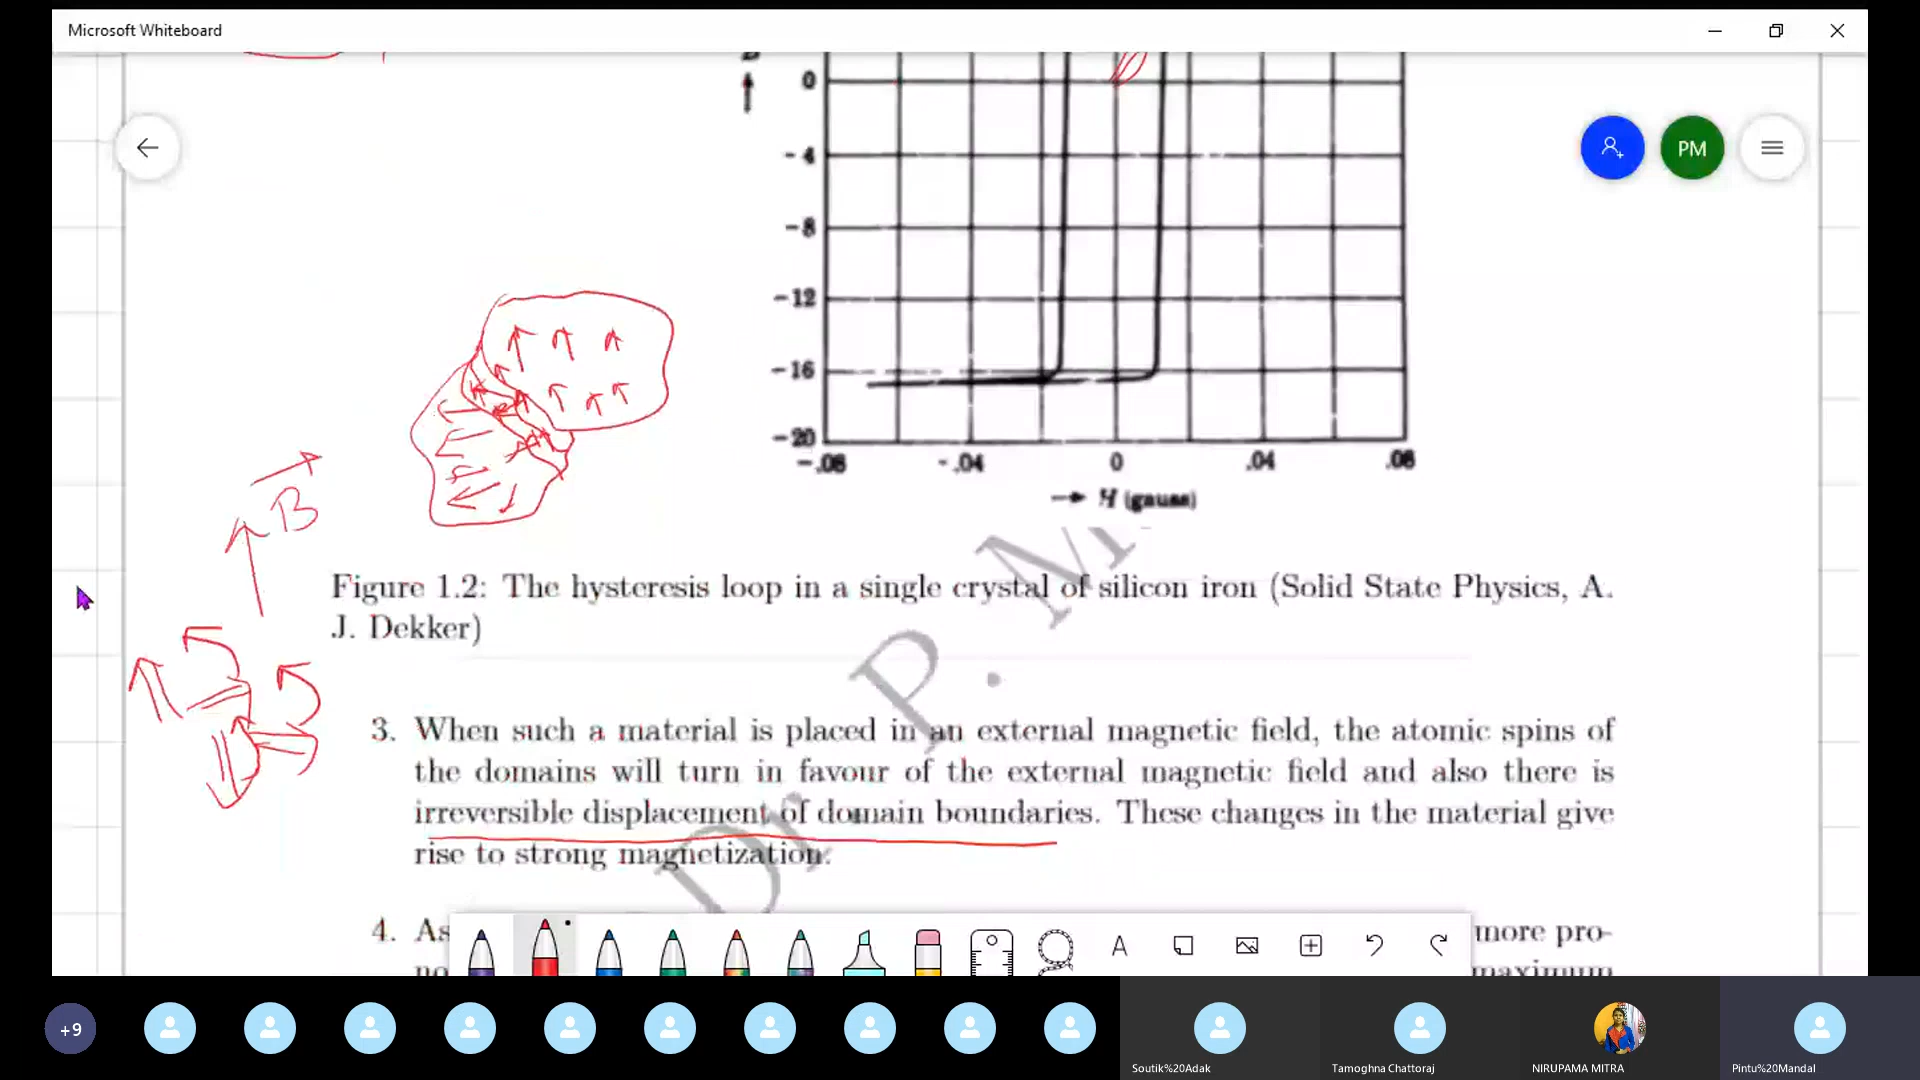 Microsoft Whiteboard
0
-4
-8
-12
-16
-20
-.08 -.04 0 .04 .08
H (gauss)
PM
B
Figure 1.2: The hysteresis loop in a single crystal of silicon iron (Solid State Physics, A.
J. Dekker)
3. When such a material is placed in an external magnetic field, the atomic spins of
the domains will turn in favour of the external magnetic field and also there is
irreversible displacement of domain boundaries. These changes in the material give
rise to strong magnetization.
4. As more pro-
maximum
Dr. P. M
A
+9
Soutik%20Adak
Tamoghna Chattoraj
NIRUPAMA MITRA
Pintu%20Mandal